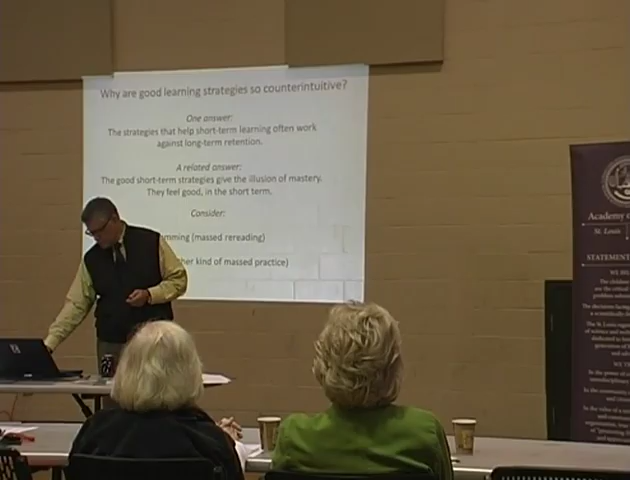 Why are good learning strategies so counterintuitive?
One answer:
The strategies that help short-term learning often work
against long-term retention.
A related answer:
The good short-term strategies give the illusion of mastery.
They feel good, in the short term.
Consider:
mming (massed rereading)
her kind of massed practice)
Academy
St. Louis
STATEMENT